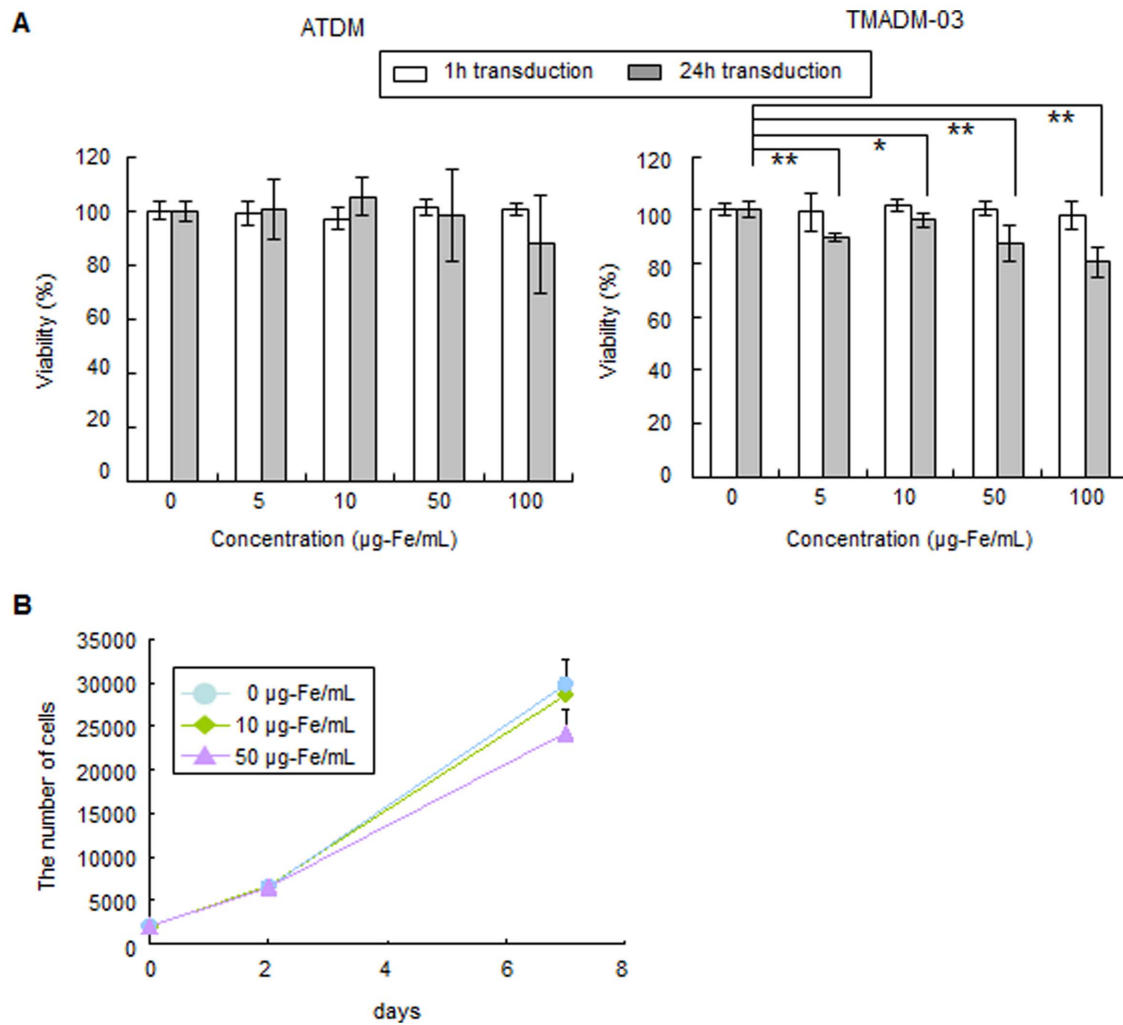 A
ATDM
TMADM-03
1h transduction
24h transduction
**
*
**
**
120
100
80
60
40
20
0
Viability (%)
0 5 10 50 100
Concentration (µg-Fe/mL)
120
100
80
60
40
20
0
Viability (%)
0 5 10 50 100
Concentration (µg-Fe/mL)
B
35000
30000
25000
20000
15000
10000
5000
0
The number of cells
0 µg-Fe/mL
10 µg-Fe/mL
50 µg-Fe/mL
0 2 4 6 8
days